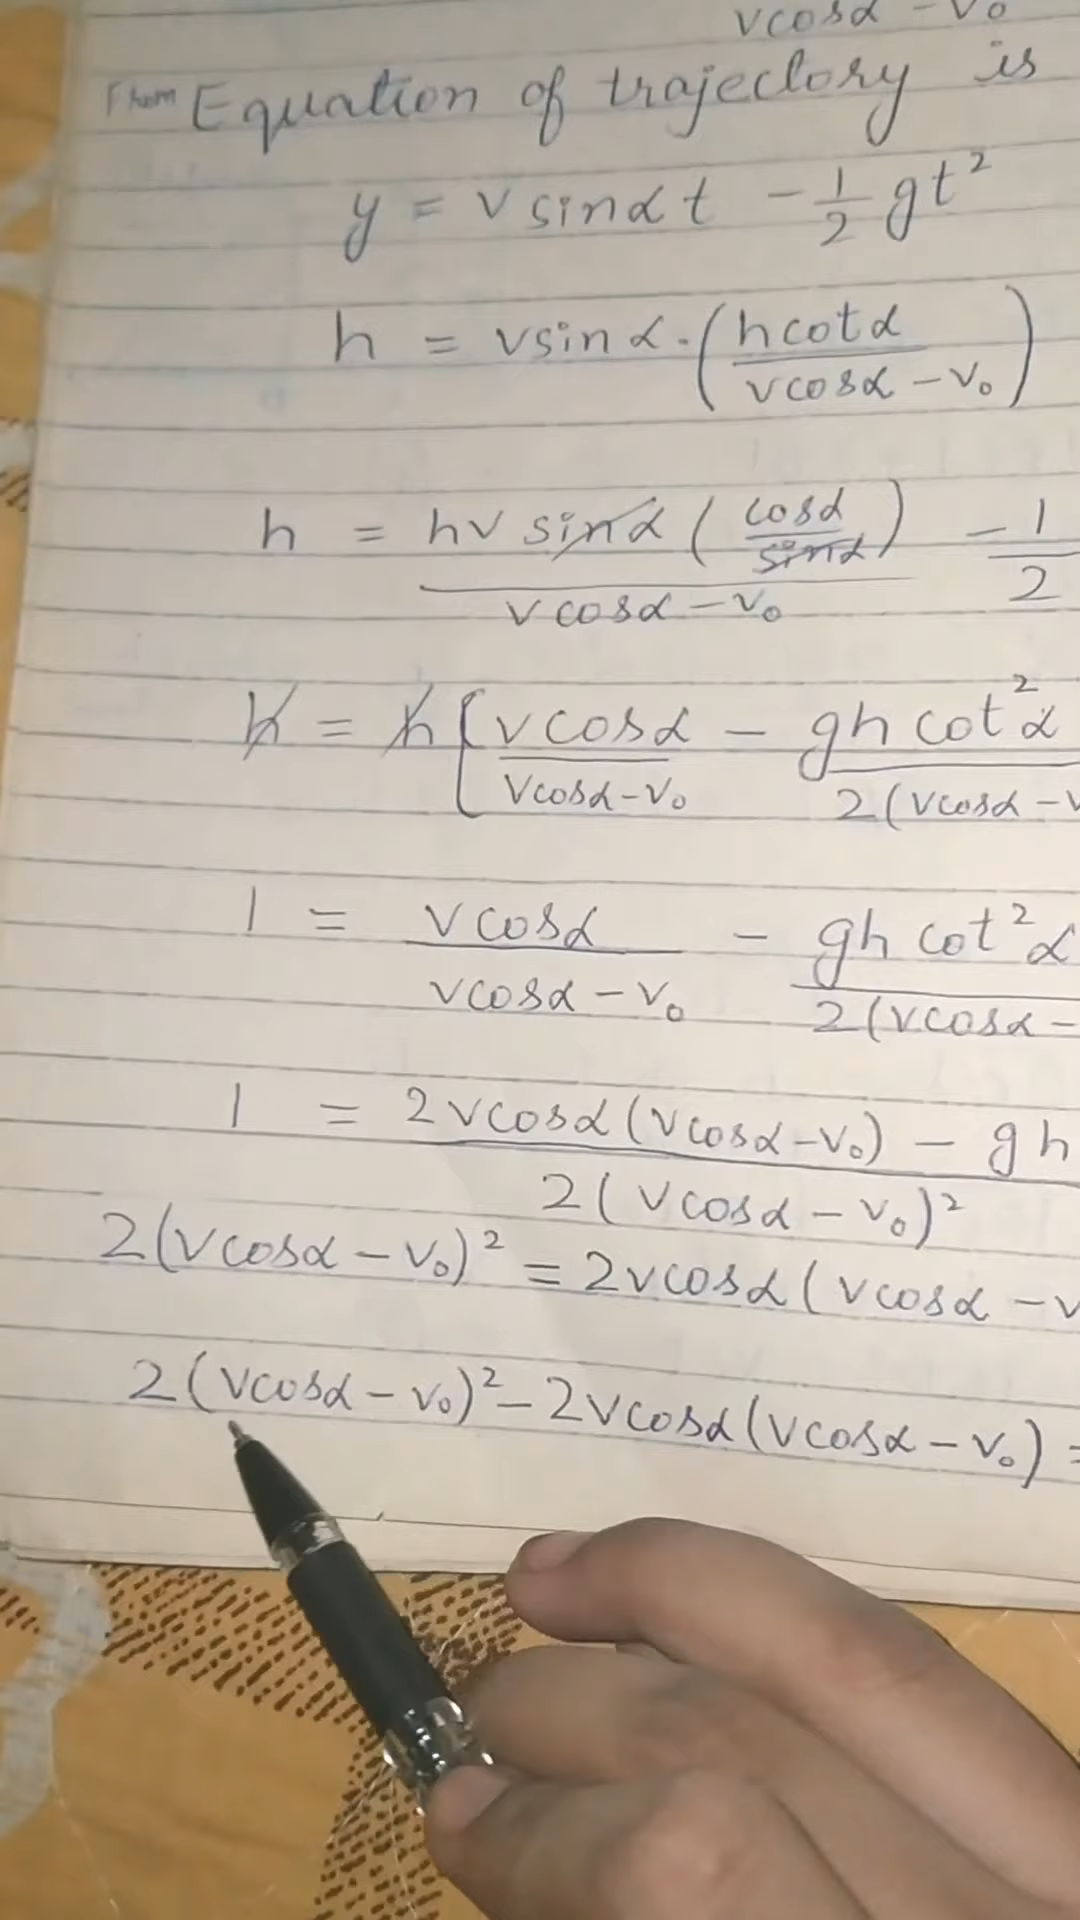 vcosα - v₀
From Equation of trajectory is
y = v sinα t - 1/2 gt²
h = vsinα · (hcotα / vcosα - v₀)
h = hv sinα (cosα / sinα) / vcosα - v₀ - 1/2
h = h [vcosα / vcosα - v₀ - gh cot²α / 2(vcosα - v
1 = vcosα / vcosα - v₀ - gh cot²α / 2(vcosα -
1 = 2vcosα(vcosα - v₀) - gh / 2(vcosα - v₀)²
2(vcosα - v₀)² = 2vcosα(vcosα - v
2(vcosα - v₀)² - 2vcosα(vcosα - v₀) =